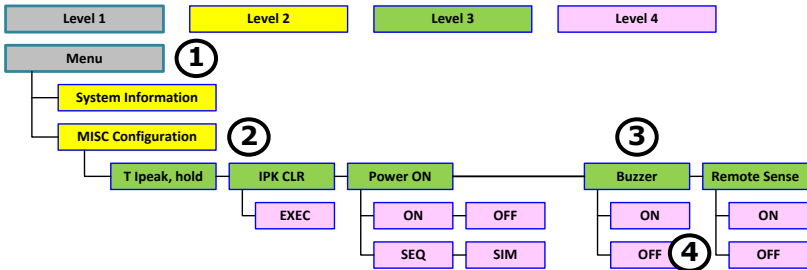 Level 1 Level 2 Level 3 Level 4
Menu 1
System Information
MISC Configuration 2 3
T Ipeak, hold IPK CLR Power ON Buzzer Remote Sense
EXEC ON OFF ON ON
SEQ SIM OFF 4 OFF